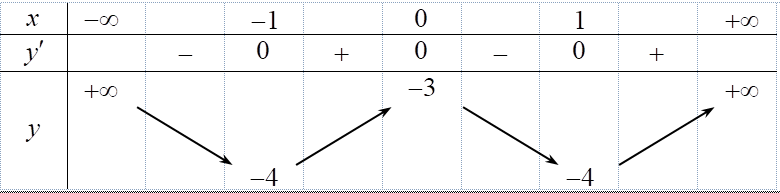 x −∞ −1 0 1 +∞
y′ − 0 + 0 − 0 + 
+∞ −3 +∞
y
−4 −4